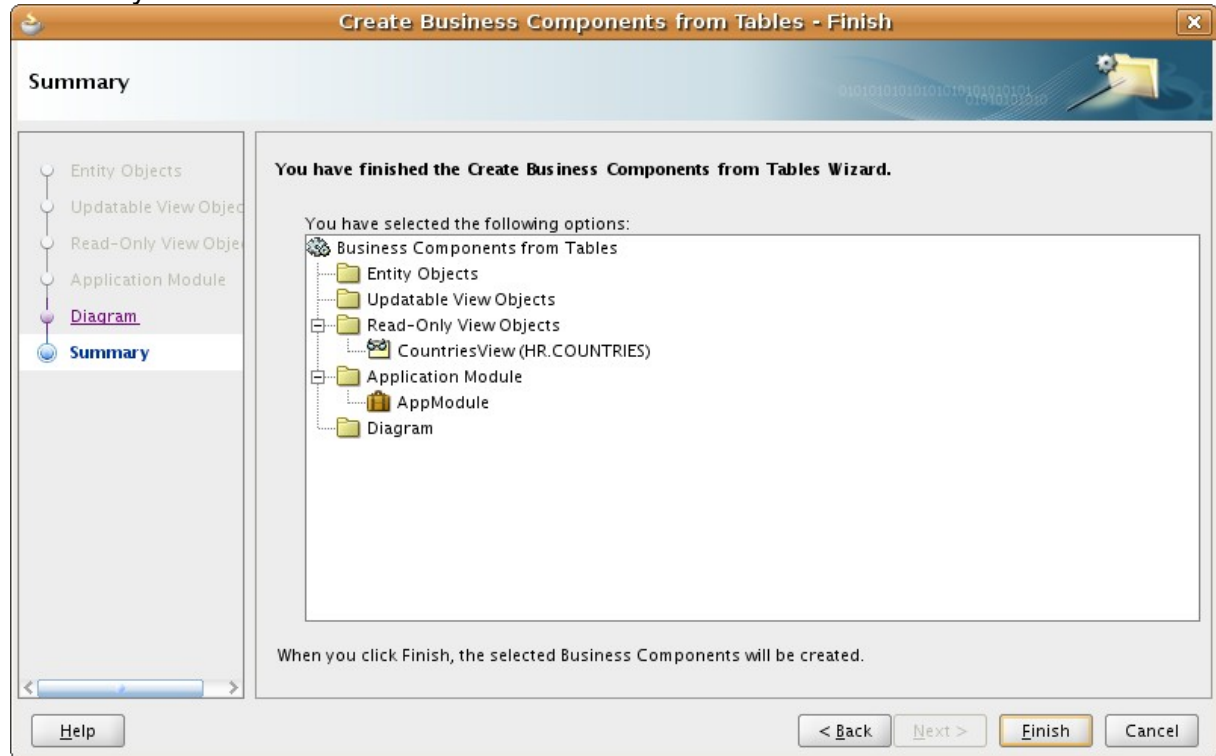 Create Business Components from Tables - Finish
Summary
Entity Objects
Updatable View Objec
Read-Only View Obje
Application Module
Diagram
Summary
You have finished the Create Business Components from Tables Wizard.
You have selected the following options:
Business Components from Tables
Entity Objects
Updatable View Objects
Read-Only View Objects
CountriesView (HR.COUNTRIES)
Application Module
AppModule
Diagram
When you click Finish, the selected Business Components will be created.
Help
< Back
Next >
Finish
Cancel